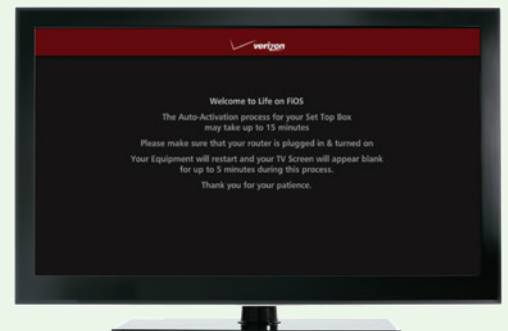 verizon
Welcome to Life on FiOS
The Auto-Activation process for your Set Top Box
may take up to 15 minutes
Please make sure that your router is plugged in & turned on
Your Equipment will restart and your TV Screen will appear blank
for up to 5 minutes during this process.
Thank you for your patience.